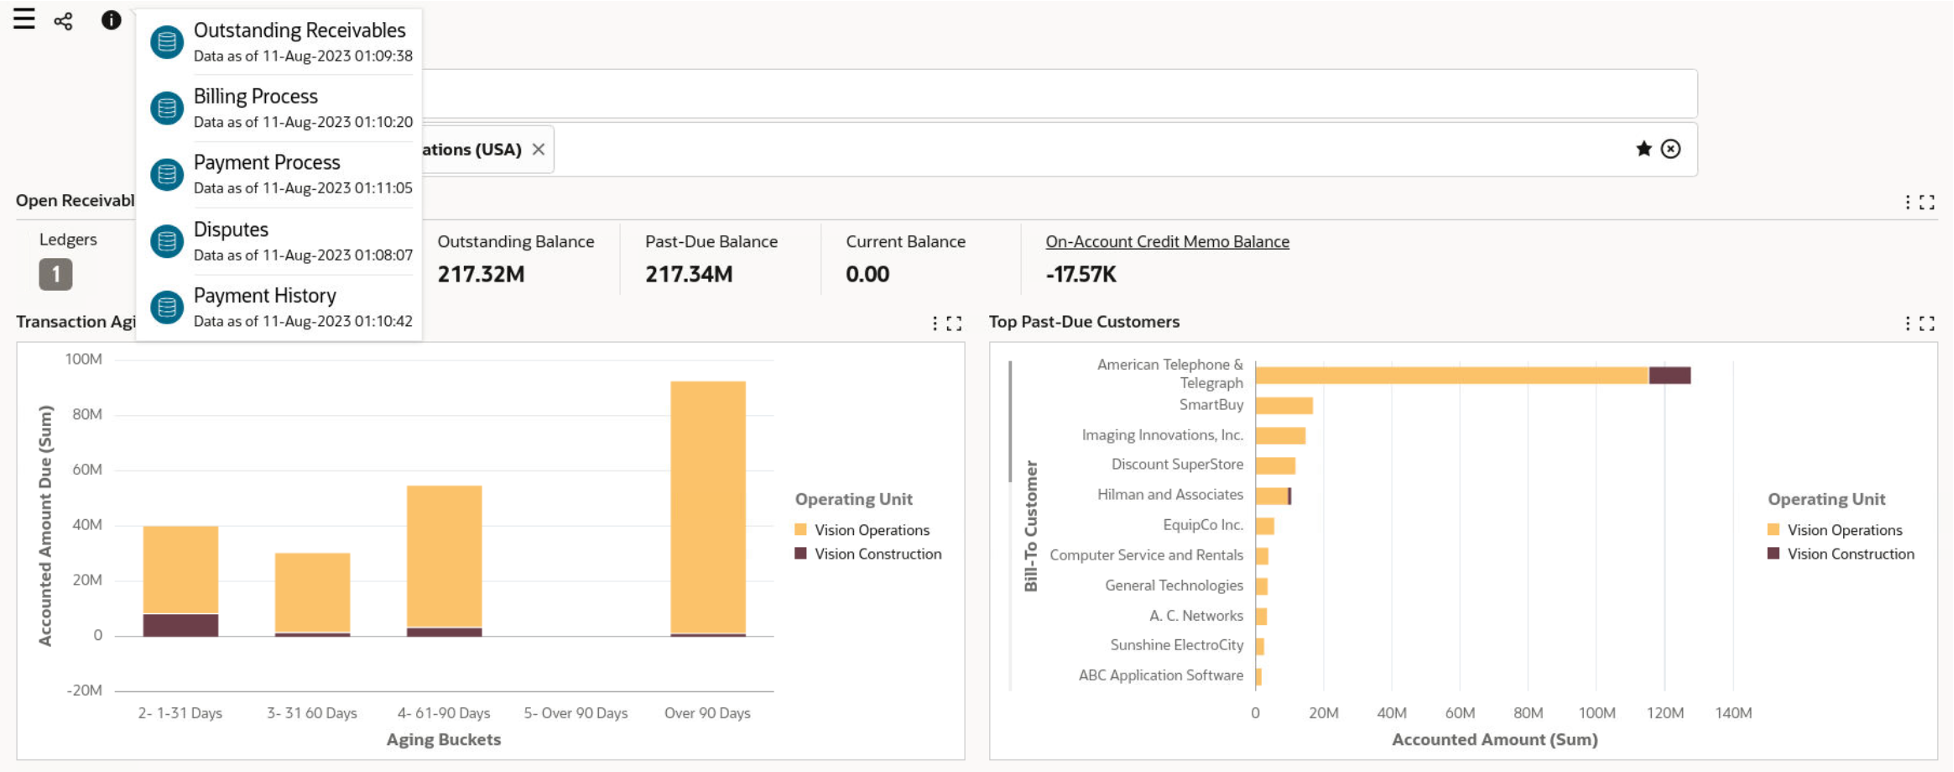 Outstanding Receivables
Data as of 11-Aug-2023 01:09:38
Billing Process
Data as of 11-Aug-2023 01:10:20
Payment Process
Data as of 11-Aug-2023 01:11:05
Disputes
Data as of 11-Aug-2023 01:08:07
Payment History
Data as of 11-Aug-2023 01:10:42
ations (USA)
Open Receivabl
Ledgers
1
Outstanding Balance
217.32M
Past-Due Balance
217.34M
Current Balance
0.00
On-Account Credit Memo Balance
-17.57K
Transaction Agi
100M
80M
60M
40M
20M
0
-20M
Accounted Amount Due (Sum)
2- 1-31 Days
3- 31 60 Days
4- 61-90 Days
5- Over 90 Days
Over 90 Days
Aging Buckets
Operating Unit
Vision Operations
Vision Construction
Top Past-Due Customers
Bill-To Customer
American Telephone &
Telegraph
SmartBuy
Imaging Innovations, Inc.
Discount SuperStore
Hilman and Associates
EquipCo Inc.
Computer Service and Rentals
General Technologies
A. C. Networks
Sunshine ElectroCity
ABC Application Software
0
20M
40M
60M
80M
100M
120M
140M
Accounted Amount (Sum)
Operating Unit
Vision Operations
Vision Construction